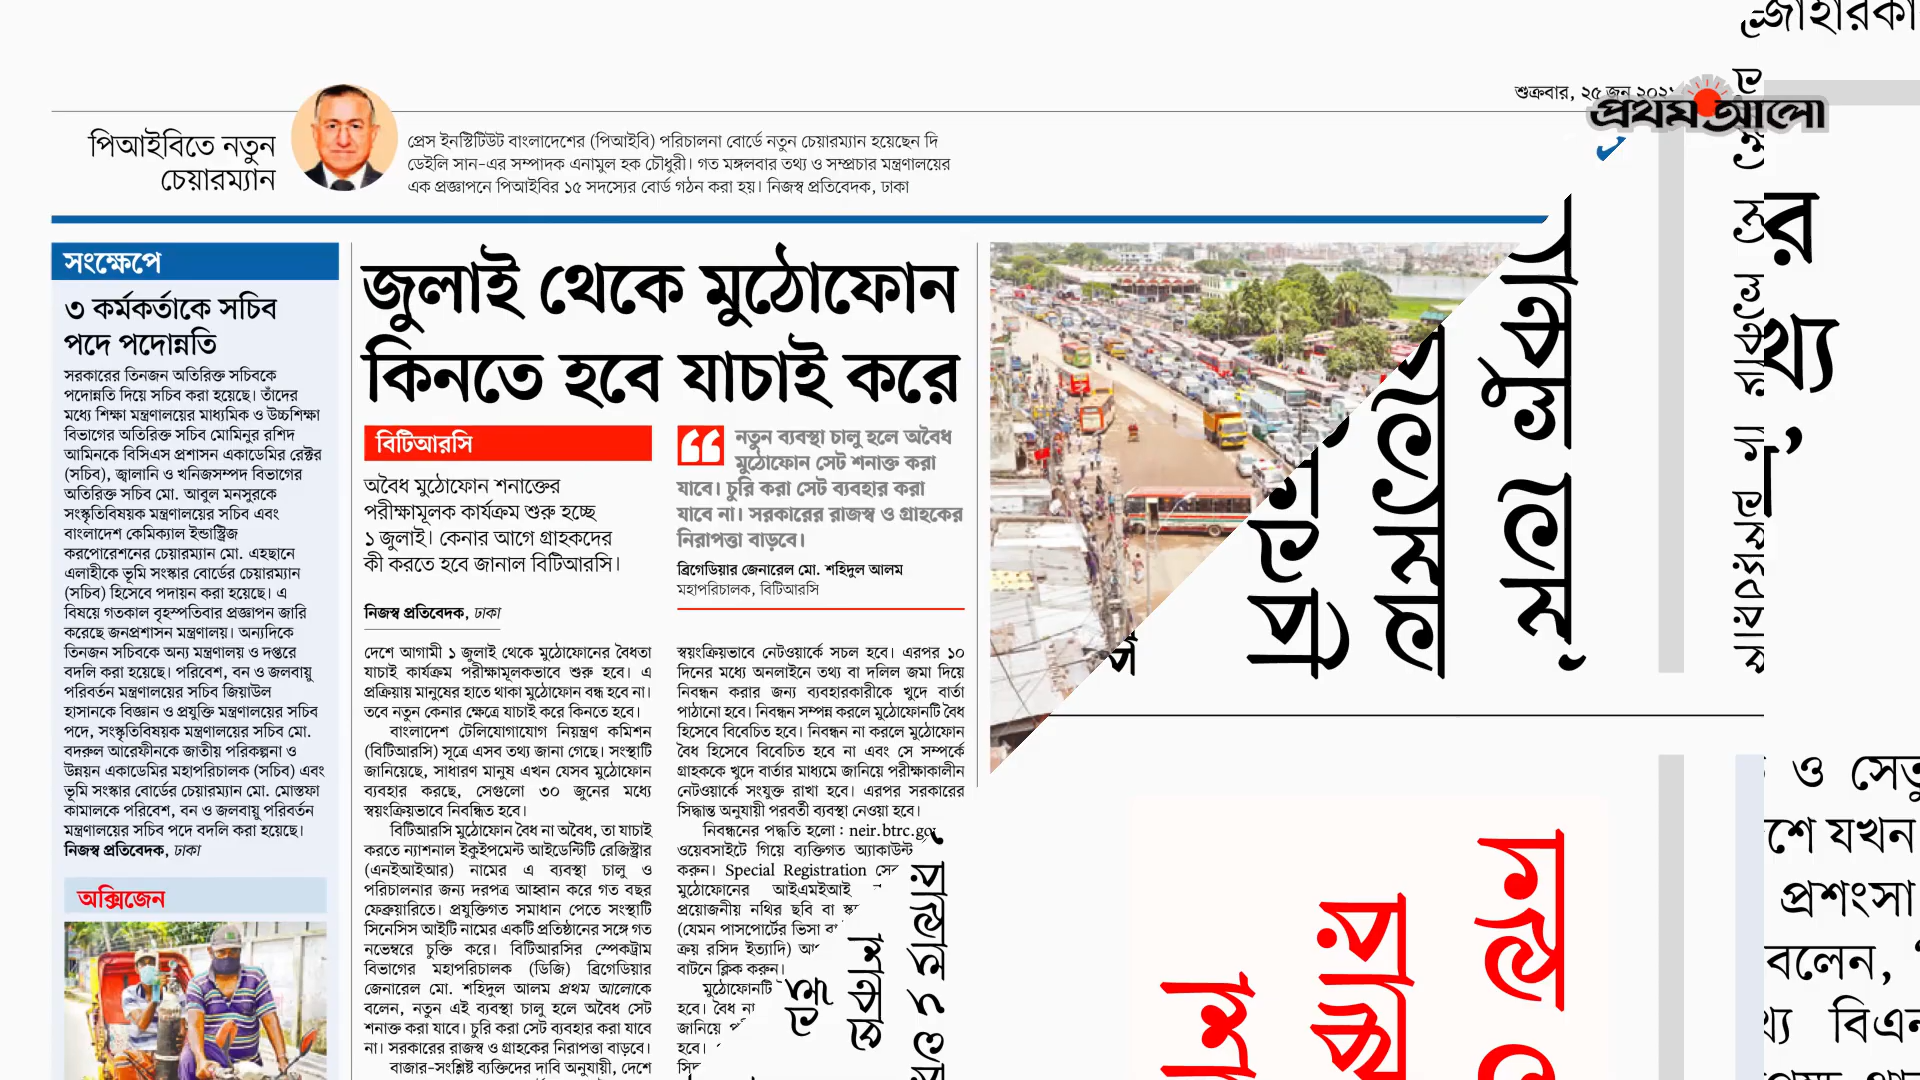 শুক্রবার, ২৫ জুন ২০২১
প্রথম আলো
পিআইবিতে নতুন
চেয়ারম্যান
প্রেস ইনস্টিটিউট বাংলাদেশের (পিআইবি) পরিচালনা বোর্ডে নতুন চেয়ারম্যান হয়েছেন দি
ডেইলি সান–এর সম্পাদক এনামুল হক চৌধুরী। গত মঙ্গলবার তথ্য ও সম্প্রচার মন্ত্রণালয়ের
এক প্রজ্ঞাপনে পিআইবির ১৫ সদস্যের বোর্ড গঠন করা হয়। নিজস্ব প্রতিবেদক, ঢাকা
সংক্ষেপে
৩ কর্মকর্তাকে সচিব
পদে পদোন্নতি
সরকারের তিনজন অতিরিক্ত সচিবকে
পদোন্নতি দিয়ে সচিব করা হয়েছে। তাঁদের
মধ্যে শিক্ষা মন্ত্রণালয়ের মাধ্যমিক ও উচ্চশিক্ষা
বিভাগের অতিরিক্ত সচিব মোমিনুর রশিদ
আমিনকে বিসিএস প্রশাসন একাডেমির রেক্টর
(সচিব), জ্বালানি ও খনিজসম্পদ বিভাগের
অতিরিক্ত সচিব মো. আবুল মনসুরকে
সংস্কৃতিবিষয়ক মন্ত্রণালয়ের সচিব এবং
বাংলাদেশ কেমিক্যাল ইন্ডাস্ট্রিজ
করপোরেশনের চেয়ারম্যান মো. এহছানে
এলাহীকে ভূমি সংস্কার বোর্ডের চেয়ারম্যান
(সচিব) হিসেবে পদায়ন করা হয়েছে। এ
বিষয়ে গতকাল বৃহস্পতিবার প্রজ্ঞাপন জারি
করেছে জনপ্রশাসন মন্ত্রণালয়। অন্যদিকে
তিনজন সচিবকে অন্য মন্ত্রণালয় ও দপ্তরে
বদলি করা হয়েছে। পরিবেশ, বন ও জলবায়ু
পরিবর্তন মন্ত্রণালয়ের সচিব জিয়াউল
হাসানকে বিজ্ঞান ও প্রযুক্তি মন্ত্রণালয়ের সচিব
পদে, সংস্কৃতিবিষয়ক মন্ত্রণালয়ের সচিব মো.
বদরুল আরেফীনকে জাতীয় পরিকল্পনা ও
উন্নয়ন একাডেমির মহাপরিচালক (সচিব) এবং
ভূমি সংস্কার বোর্ডের চেয়ারম্যান মো. মোস্তফা
কামালকে পরিবেশ, বন ও জলবায়ু পরিবর্তন
মন্ত্রণালয়ের সচিব পদে বদলি করা হয়েছে।
নিজস্ব প্রতিবেদক, ঢাকা
অক্সিজেন
জুলাই থেকে মুঠোফোন
কিনতে হবে যাচাই করে
বিটিআরসি
অবৈধ মুঠোফোন শনাক্তের
পরীক্ষামূলক কার্যক্রম শুরু হচ্ছে
১ জুলাই। কেনার আগে গ্রাহকদের
কী করতে হবে জানাল বিটিআরসি।
নিজস্ব প্রতিবেদক, ঢাকা
দেশে আগামী ১ জুলাই থেকে মুঠোফোনের বৈধতা
যাচাই কার্যক্রম পরীক্ষামূলকভাবে শুরু হবে। এ
প্রক্রিয়ায় মানুষের হাতে থাকা মুঠোফোন বন্ধ হবে না।
তবে নতুন কেনার ক্ষেত্রে যাচাই করে কিনতে হবে।
বাংলাদেশ টেলিযোগাযোগ নিয়ন্ত্রণ কমিশন
(বিটিআরসি) সূত্রে এসব তথ্য জানা গেছে। সংস্থাটি
জানিয়েছে, সাধারণ মানুষ এখন যেসব মুঠোফোন
ব্যবহার করছে, সেগুলো ৩০ জুনের মধ্যে
স্বয়ংক্রিয়ভাবে নিবন্ধিত হবে।
বিটিআরসি মুঠোফোন বৈধ না অবৈধ, তা যাচাই
করতে ন্যাশনাল ইকুইপমেন্ট আইডেন্টিটি রেজিস্ট্রার
(এনইআইআর) নামের এ ব্যবস্থা চালু ও
পরিচালনার জন্য দরপত্র আহ্বান করে গত বছর
ফেব্রুয়ারিতে। প্রযুক্তিগত সমাধান পেতে সংস্থাটি
সিনেসিস আইটি নামের একটি প্রতিষ্ঠানের সঙ্গে গত
নভেম্বরে চুক্তি করে। বিটিআরসির স্পেকট্রাম
বিভাগের মহাপরিচালক (ডিজি) ব্রিগেডিয়ার
জেনারেল মো. শহিদুল আলম প্রথম আলোকে
বলেন, নতুন এই ব্যবস্থা চালু হলে অবৈধ সেট
শনাক্ত করা যাবে। চুরি করা সেট ব্যবহার করা যাবে
না। সরকারের রাজস্ব ও গ্রাহকের নিরাপত্তা বাড়বে।
বাজার–সংশ্লিষ্ট ব্যক্তিদের দাবি অনুযায়ী, দেশে
নতুন ব্যবস্থা চালু হলে অবৈধ
মুঠোফোন সেট শনাক্ত করা
যাবে। চুরি করা সেট ব্যবহার করা
যাবে না। সরকারের রাজস্ব ও গ্রাহকের
নিরাপত্তা বাড়বে।
ব্রিগেডিয়ার জেনারেল মো. শহিদুল আলম
মহাপরিচালক, বিটিআরসি
স্বয়ংক্রিয়ভাবে নেটওয়ার্কে সচল হবে। এরপর ১০
দিনের মধ্যে অনলাইনে তথ্য বা দলিল জমা দিয়ে
নিবন্ধন করার জন্য ব্যবহারকারীকে খুদে বার্তা
পাঠানো হবে। নিবন্ধন সম্পন্ন করলে মুঠোফোনটি বৈধ
হিসেবে বিবেচিত হবে। নিবন্ধন না করলে মুঠোফোন
বৈধ হিসেবে বিবেচিত হবে না এবং সে সম্পর্কে
গ্রাহককে খুদে বার্তার মাধ্যমে জানিয়ে পরীক্ষাকালীন
নেটওয়ার্কে সংযুক্ত রাখা হবে। এরপর সরকারের
সিদ্ধান্ত অনুযায়ী পরবর্তী ব্যবস্থা নেওয়া হবে।
নিবন্ধনের পদ্ধতি হলো : neir.btrc.go
ওয়েবসাইটে গিয়ে ব্যক্তিগত অ্যাকাউন্ট
করুন। Special Registration
মুঠোফোনের আইএমইআই
প্রয়োজনীয় নথির ছবি বা
(যেমন পাসপোর্টের ভিসা
ক্রয় রসিদ ইত্যাদি)
বাটনে ক্লিক করুন।
মুঠোফোনটি
হবে। বৈধ
জানিয়ে
হবে।
ও সেতু
যখন
প্রশংসা
বলেন,